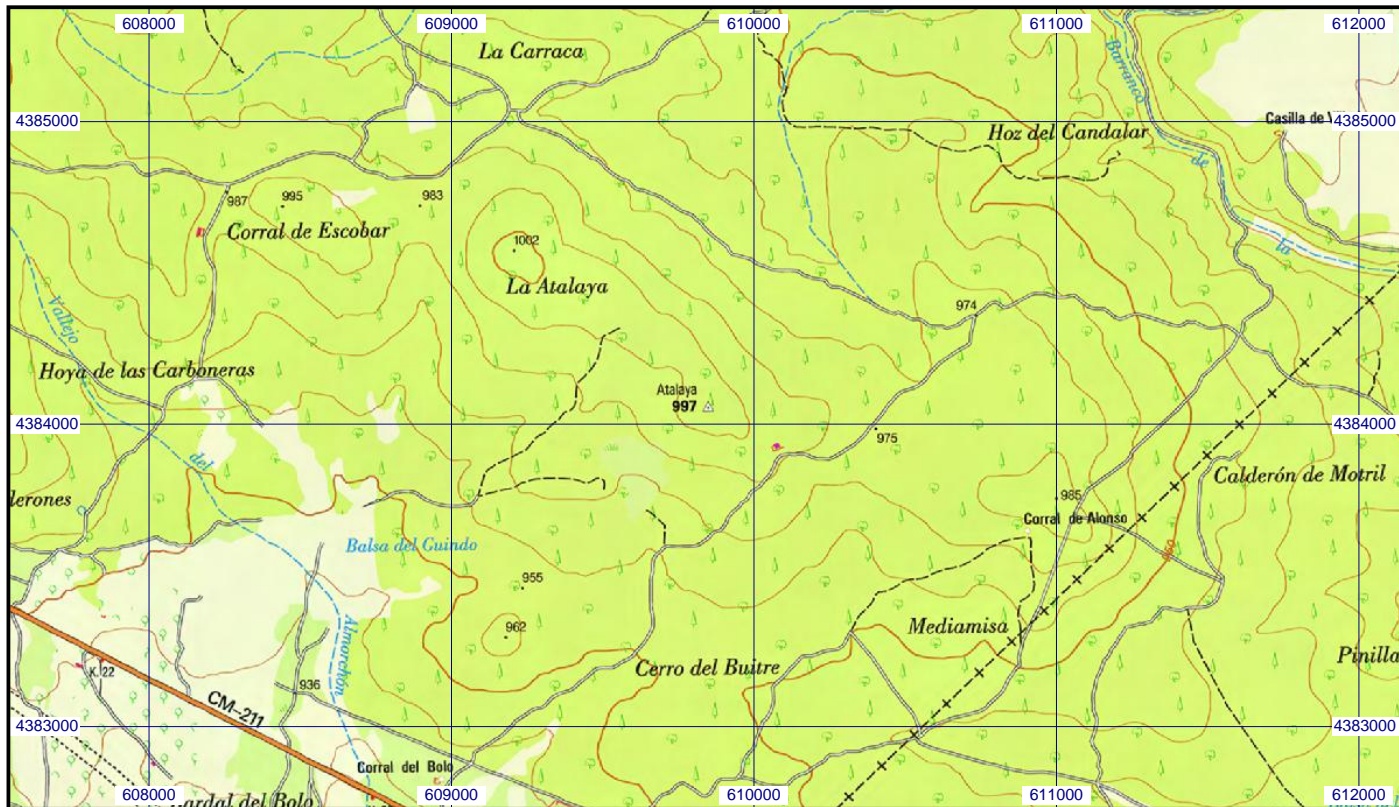 608000
609000
610000
611000
612000
La Carraca
Barranco
4385000
Hoz del Candalar
Casilla de
4385000
de
987
995
983
Corral de Escobar
1002
la
La Atalaya
974
Vallejo
Hoya de las Carboneras
Atalaya
997
4384000
4384000
975
del
Calderón de Motril
lerones
985
Corral de Alonso
Balsa del Guindo
950
955
Almorchón
962
Mediamisa
Cerro del Buitre
Pinilla
K. 22
936
CM-211
4383000
4383000
Corral del Bolo
608000
609000
610000
611000
612000
ardal del Bolo